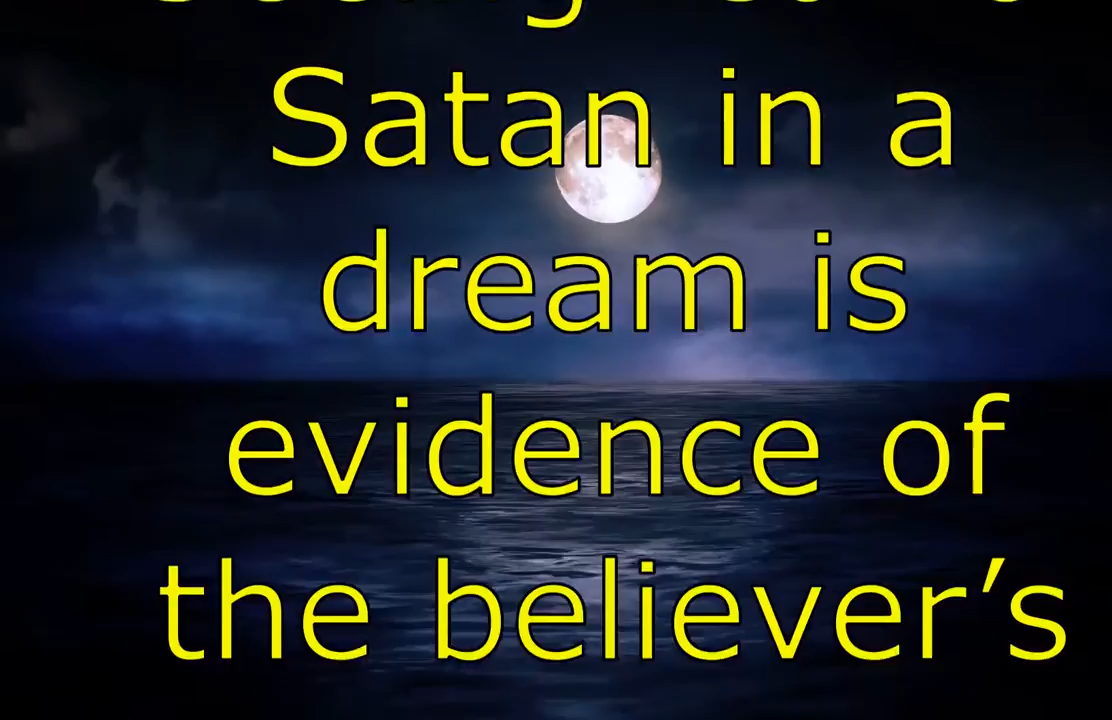 Satan in a
dream is
evidence of
the believer’s